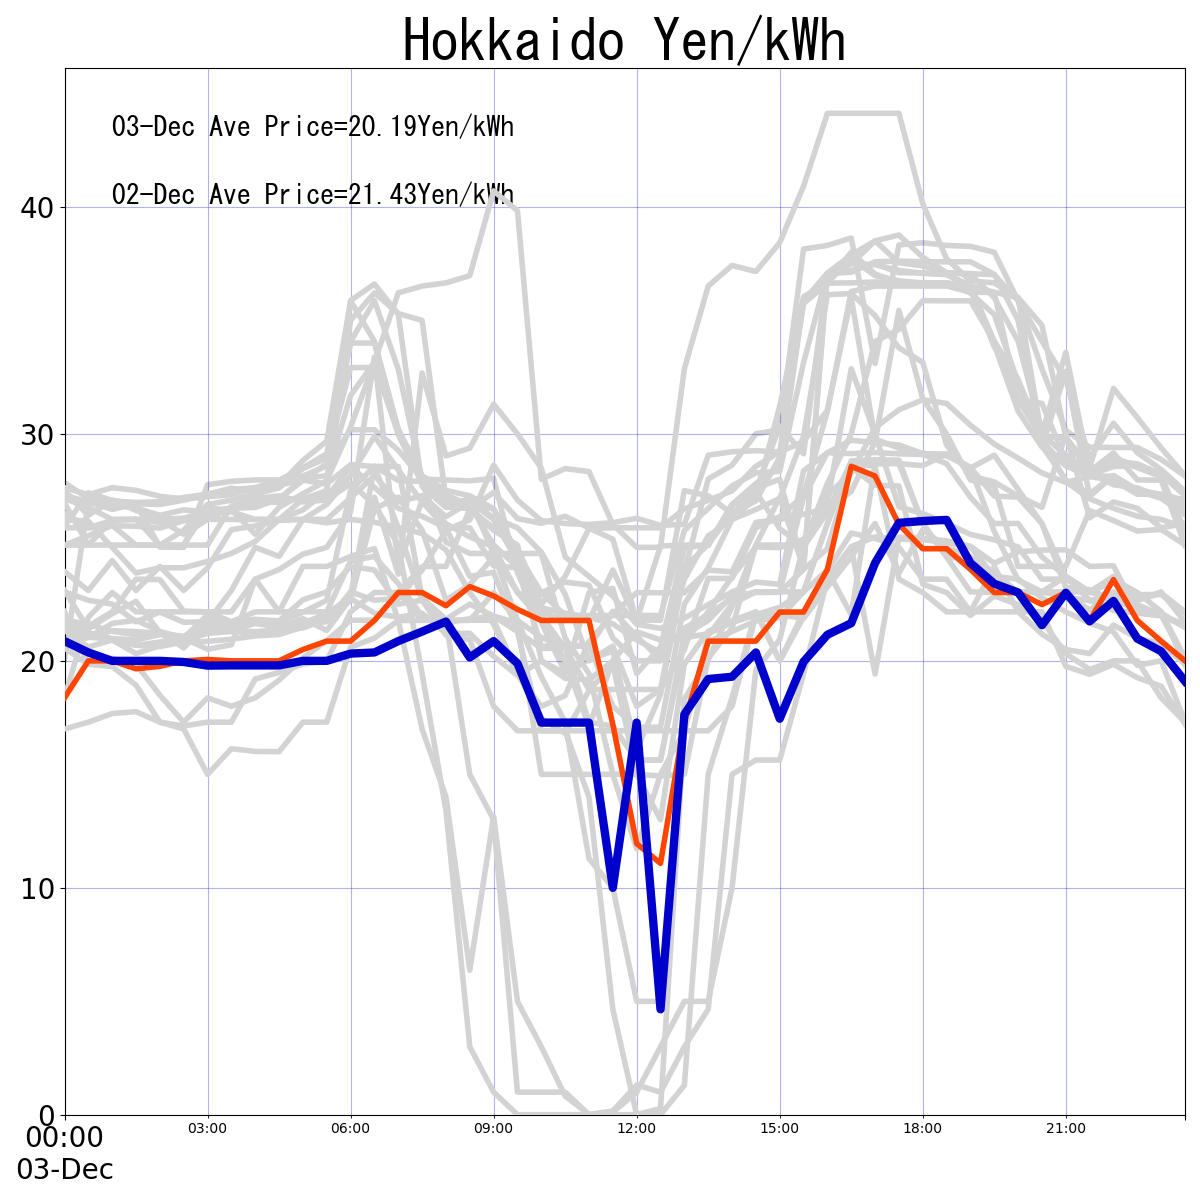 Hokkaido Yen/kWh
03-Dec Ave Price=20.19Yen/kWh
02-Dec Ave Price=21.43Yen/kWh
40
30
20
10
0
00:00 03:00 06:00 09:00 12:00 15:00 18:00 21:00
03-Dec